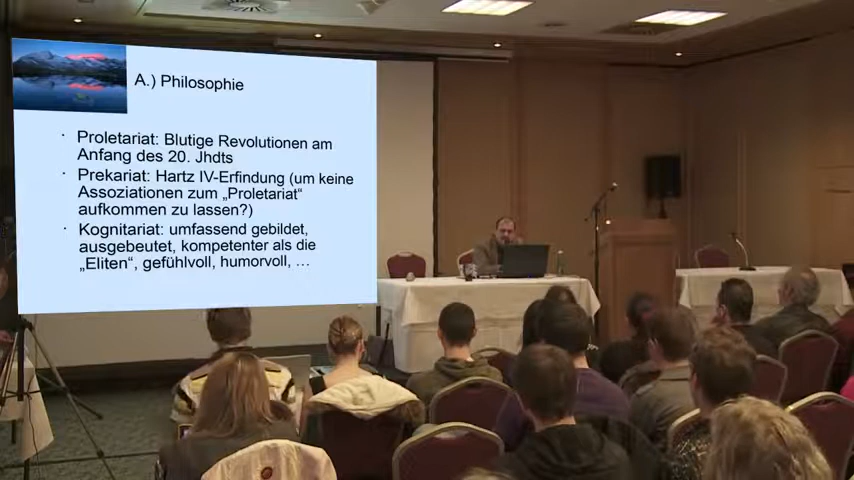 A.) Philosophie
· Proletariat: Blutige Revolutionen am
Anfang des 20. Jhdts
· Prekariat: Hartz IV-Erfindung (um keine
Assoziationen zum „Proletariat“
aufkommen zu lassen?)
· Kognitariat: umfassend gebildet,
ausgebeutet, kompetenter als die
„Eliten“, gefühlvoll, humorvoll, …